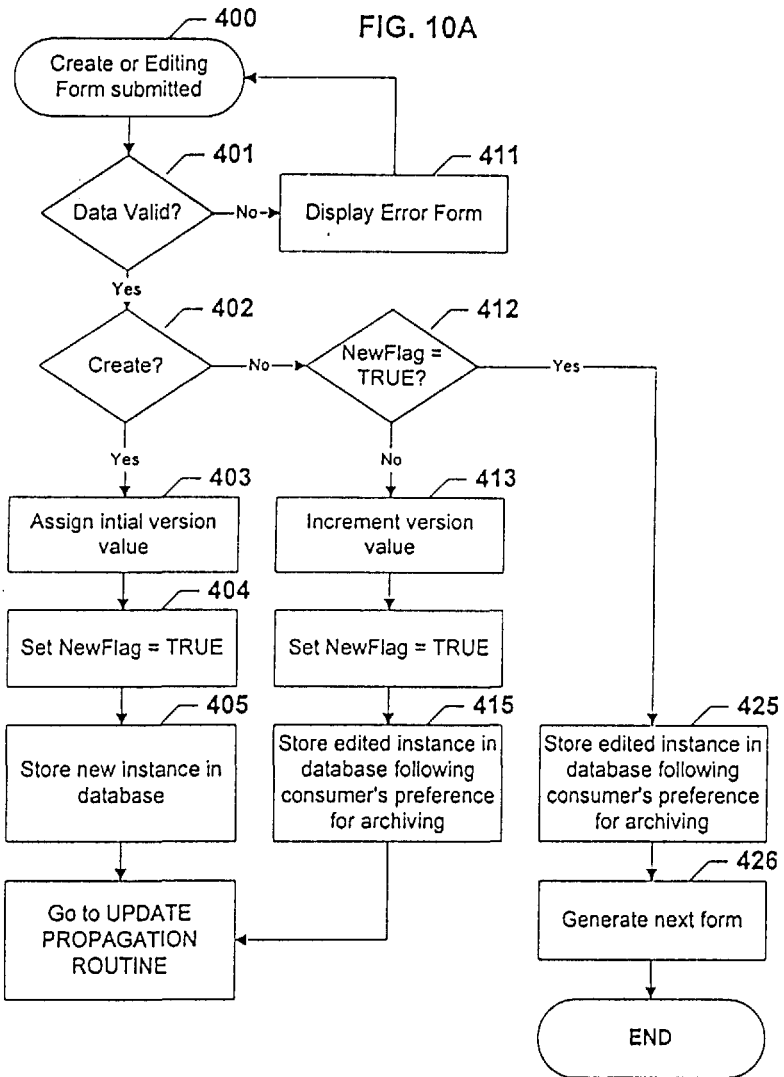 FIG. 10A
400
Create or Editing
Form submitted
401
Data Valid?
No
411
Display Error Form
Yes
402
Create?
No
412
NewFlag =
TRUE?
Yes
Yes
No
403
Assign intial version
value
413
Increment version
value
404
Set NewFlag = TRUE
Set NewFlag = TRUE
405
Store new instance in
database
415
Store edited instance in
database following
consumer's preference
for archiving
425
Store edited instance in
database following
consumer's preference
for archiving
Go to UPDATE
PROPAGATION
ROUTINE
426
Generate next form
END